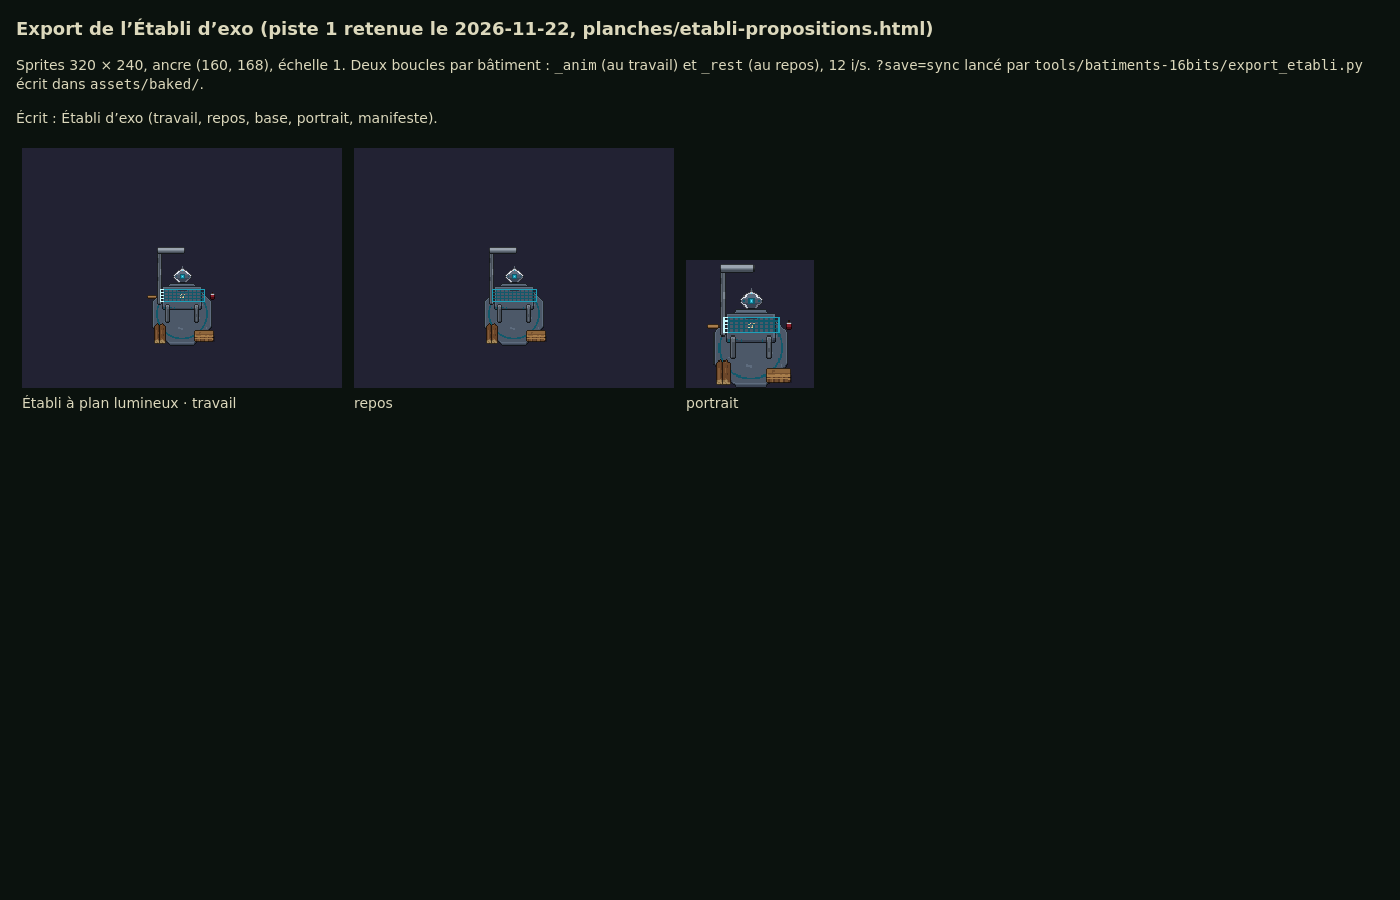 Export de l’Établi d’exo (piste 1 retenue le 2026-11-22, planches/etabli-propositions.html)
Sprites 320 × 240, ancre (160, 168), échelle 1. Deux boucles par bâtiment : _anim (au travail) et _rest (au repos), 12 i/s. ?save=sync lancé par tools/batiments-16bits/export_etabli.py
écrit dans assets/baked/.
Écrit : Établi d’exo (travail, repos, base, portrait, manifeste).
Établi à plan lumineux · travail
repos
portrait